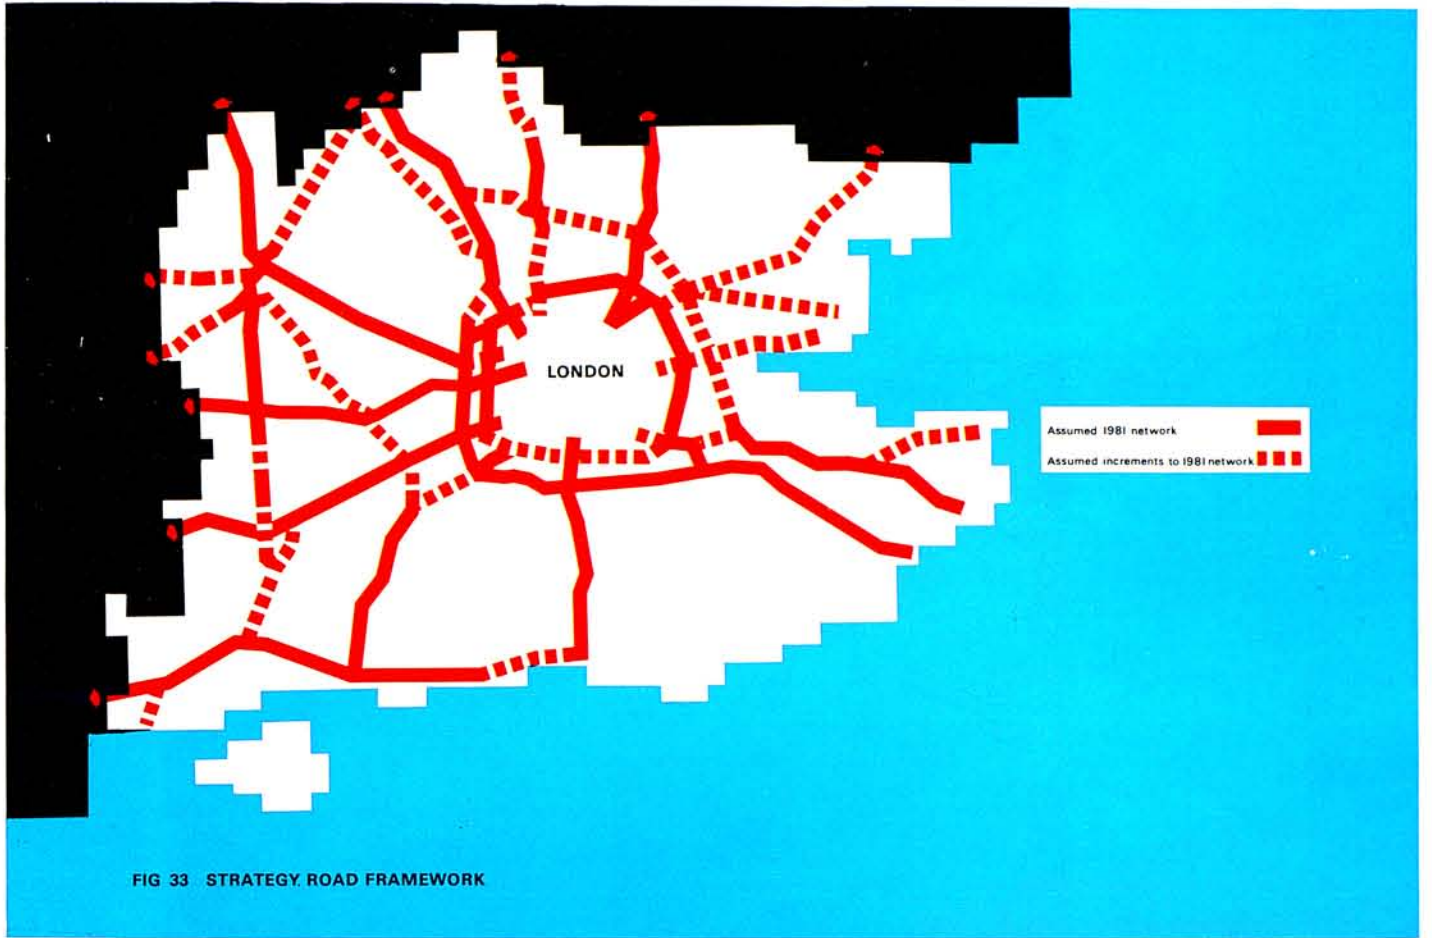 LONDON
Assumed 1981 network
Assumed increments to 1981 network
FIG 33 STRATEGY. ROAD FRAMEWORK